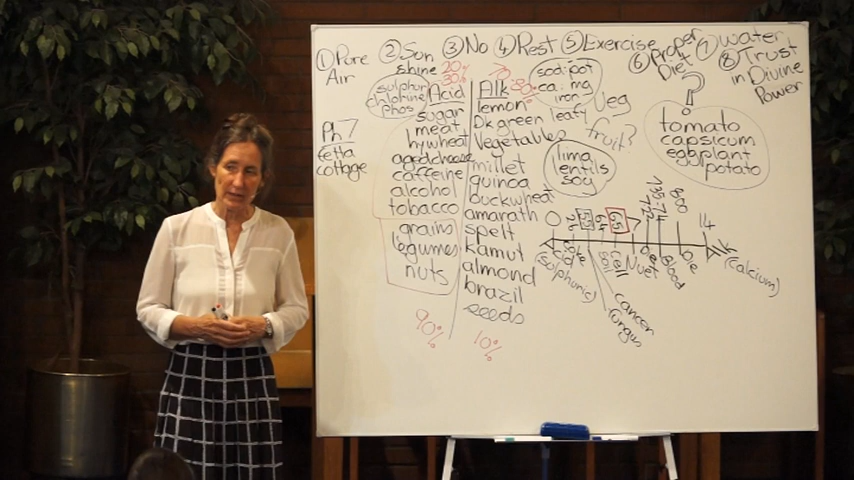 ① Pure Air
② Sun shine
③ No
④ Rest
⑤ Exercise
⑥ Proper Diet
⑦ Water
⑧ Trust in Divine Power
Ph 7
fetta
cottage
sulphur
chlorine
phos
20%
Acid
sugar
meat
hy wheat
aged cheese
caffeine
alcohol
tobacco
grains
legumes
nuts
90%
Alk
80%
lemon
Dk green leafy
Vegetables
millet
quinoa
buckwheat
amarath
spelt
kamut
almond
brazil
seeds
10%
sod. pot
ca. mg
iron
Veg
fruit?
lima
lentils
soy
?
tomato
capsicum
eggplant
potato
0
14
acid
(sulphuric)
cell
Blood
(calcium)
cancer
fungus